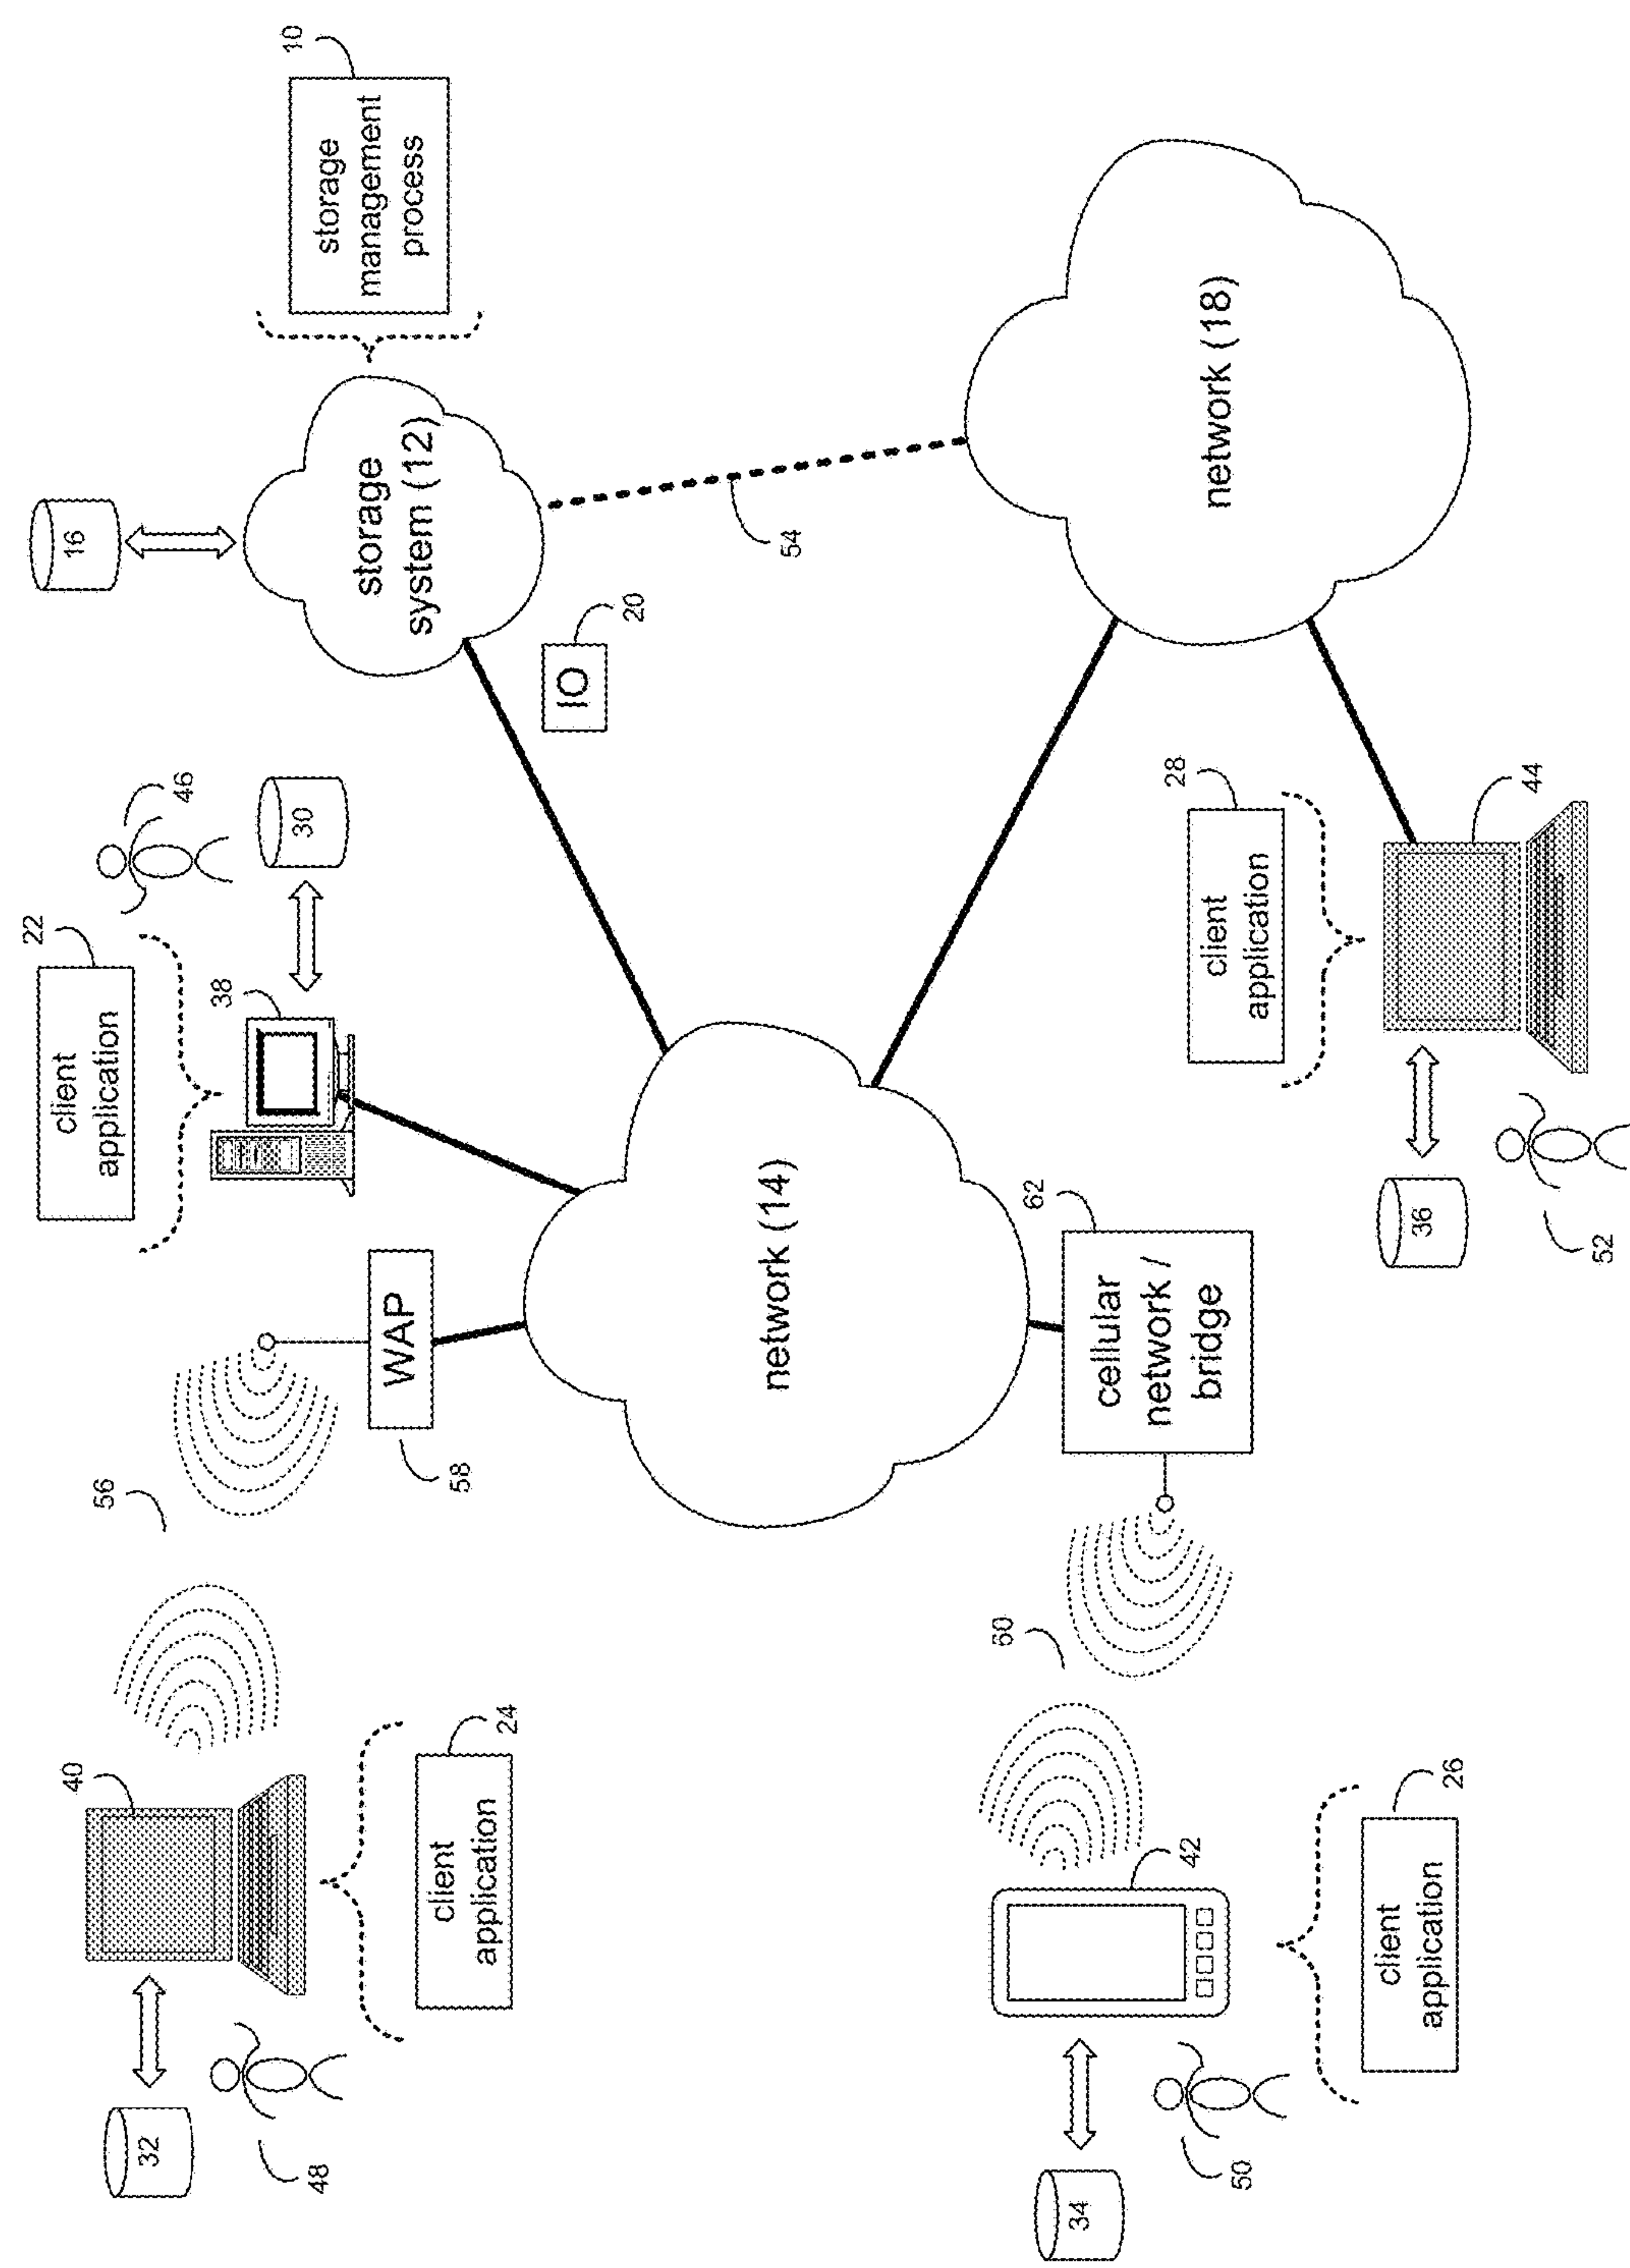 32
40
48
client
application
24
56
WAP
58
client
application
22
38
46
30
16
storage
system (12)
10
storage
management
process
IO
20
54
network (14)
network (18)
34
50
42
client
application
26
60
cellular
network /
bridge
62
client
application
28
44
36
52